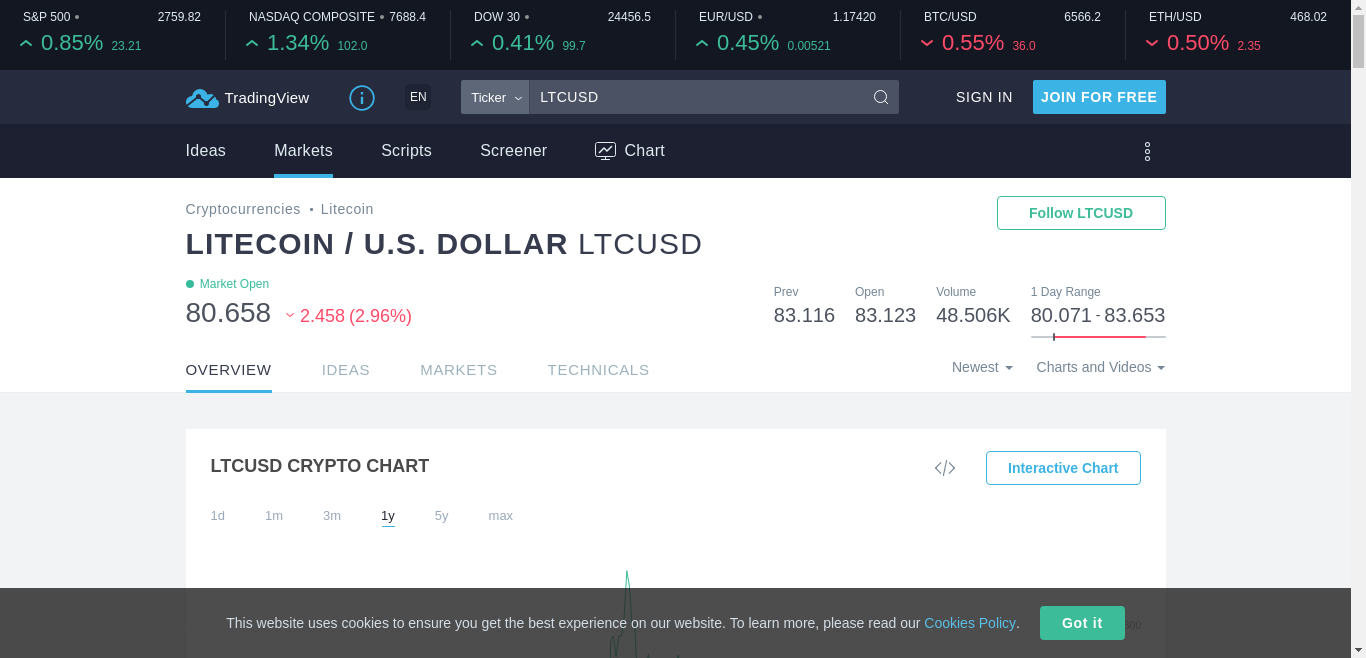 S&P 500 2759.82
0.85% 23.21
NASDAQ COMPOSITE 7688.4
1.34% 102.0
DOW 30 24456.5
0.41% 99.7
EUR/USD 1.17420
0.45% 0.00521
BTC/USD 6566.2
0.55% 36.0
ETH/USD 468.02
0.50% 2.35
TradingView EN Ticker LTCUSD SIGN IN JOIN FOR FREE
Ideas Markets Scripts Screener Chart
Cryptocurrencies • Litecoin
Follow LTCUSD
LITECOIN / U.S. DOLLAR LTCUSD
Market Open
80.658 2.458 (2.96%)
Prev Open Volume 1 Day Range
83.116 83.123 48.506K 80.071 - 83.653
OVERVIEW IDEAS MARKETS TECHNICALS
Newest Charts and Videos
LTCUSD CRYPTO CHART
</> Interactive Chart
1d 1m 3m 1y 5y max
This website uses cookies to ensure you get the best experience on our website. To learn more, please read our Cookies Policy. Got it